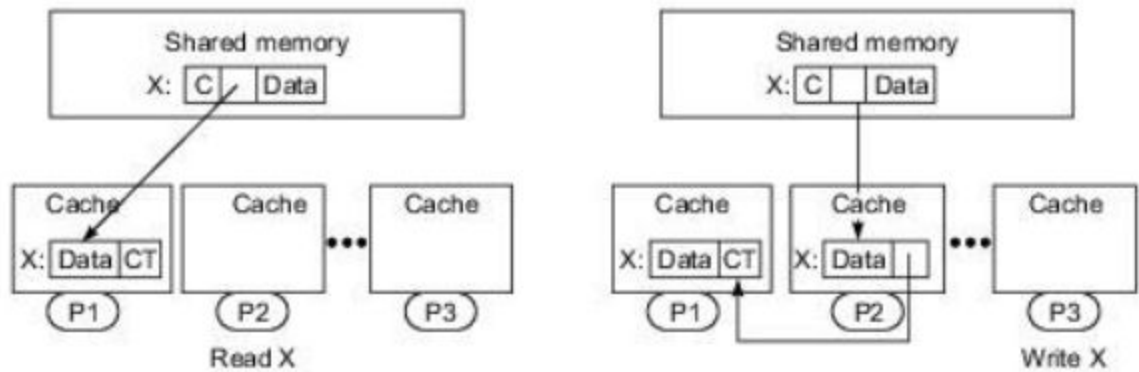 Shared memory
X: C Data
Cache Cache Cache
X: Data CT
P1 P2 P3
Read X
Shared memory
X: C Data
Cache Cache Cache
X: Data CT X: Data
P1 P2 P3
Write X